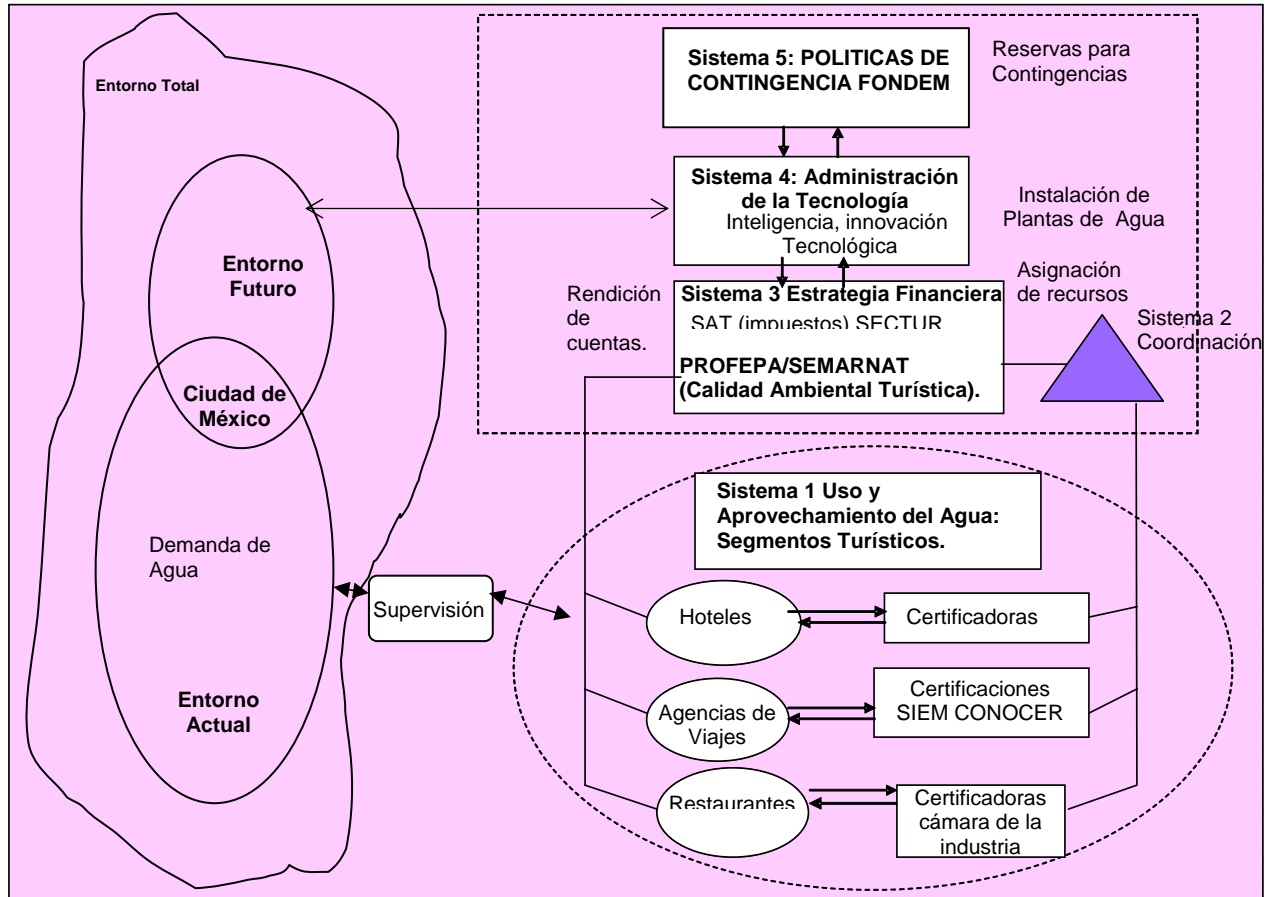 Entorno Total
Entorno
Futuro
Ciudad de
México
Demanda de
Agua
Entorno
Actual
Supervisión
Sistema 5: POLITICAS DE
CONTINGENCIA FONDEM
Reservas para
Contingencias
Sistema 4: Administración
de la Tecnología
Inteligencia, innovación
Tecnológica
Instalación de
Plantas de Agua
Rendición
de
cuentas.
Sistema 3 Estrategia Financiera
SAT (impuestos) SECTUR
PROFEPA/SEMARNAT
(Calidad Ambiental Turística).
Asignación
de recursos
Sistema 2
Coordinación
Sistema 1 Uso y
Aprovechamiento del Agua:
Segmentos Turísticos.
Hoteles
Certificadoras
Agencias de
Viajes
Certificaciones
SIEM CONOCER
Restaurantes
Certificadoras
cámara de la
industria